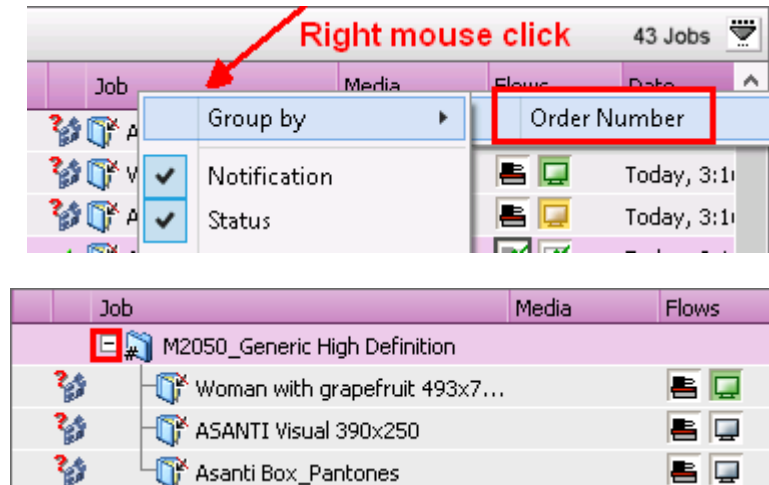 Right mouse click 43 Jobs
Job Media Flows Date
Group by Order Number
Notification Today, 3:1
Status Today, 3:1
Job Media Flows
# M2050_Generic High Definition
Woman with grapefruit 493x7...
ASANTI Visual 390x250
Asanti Box_Pantones